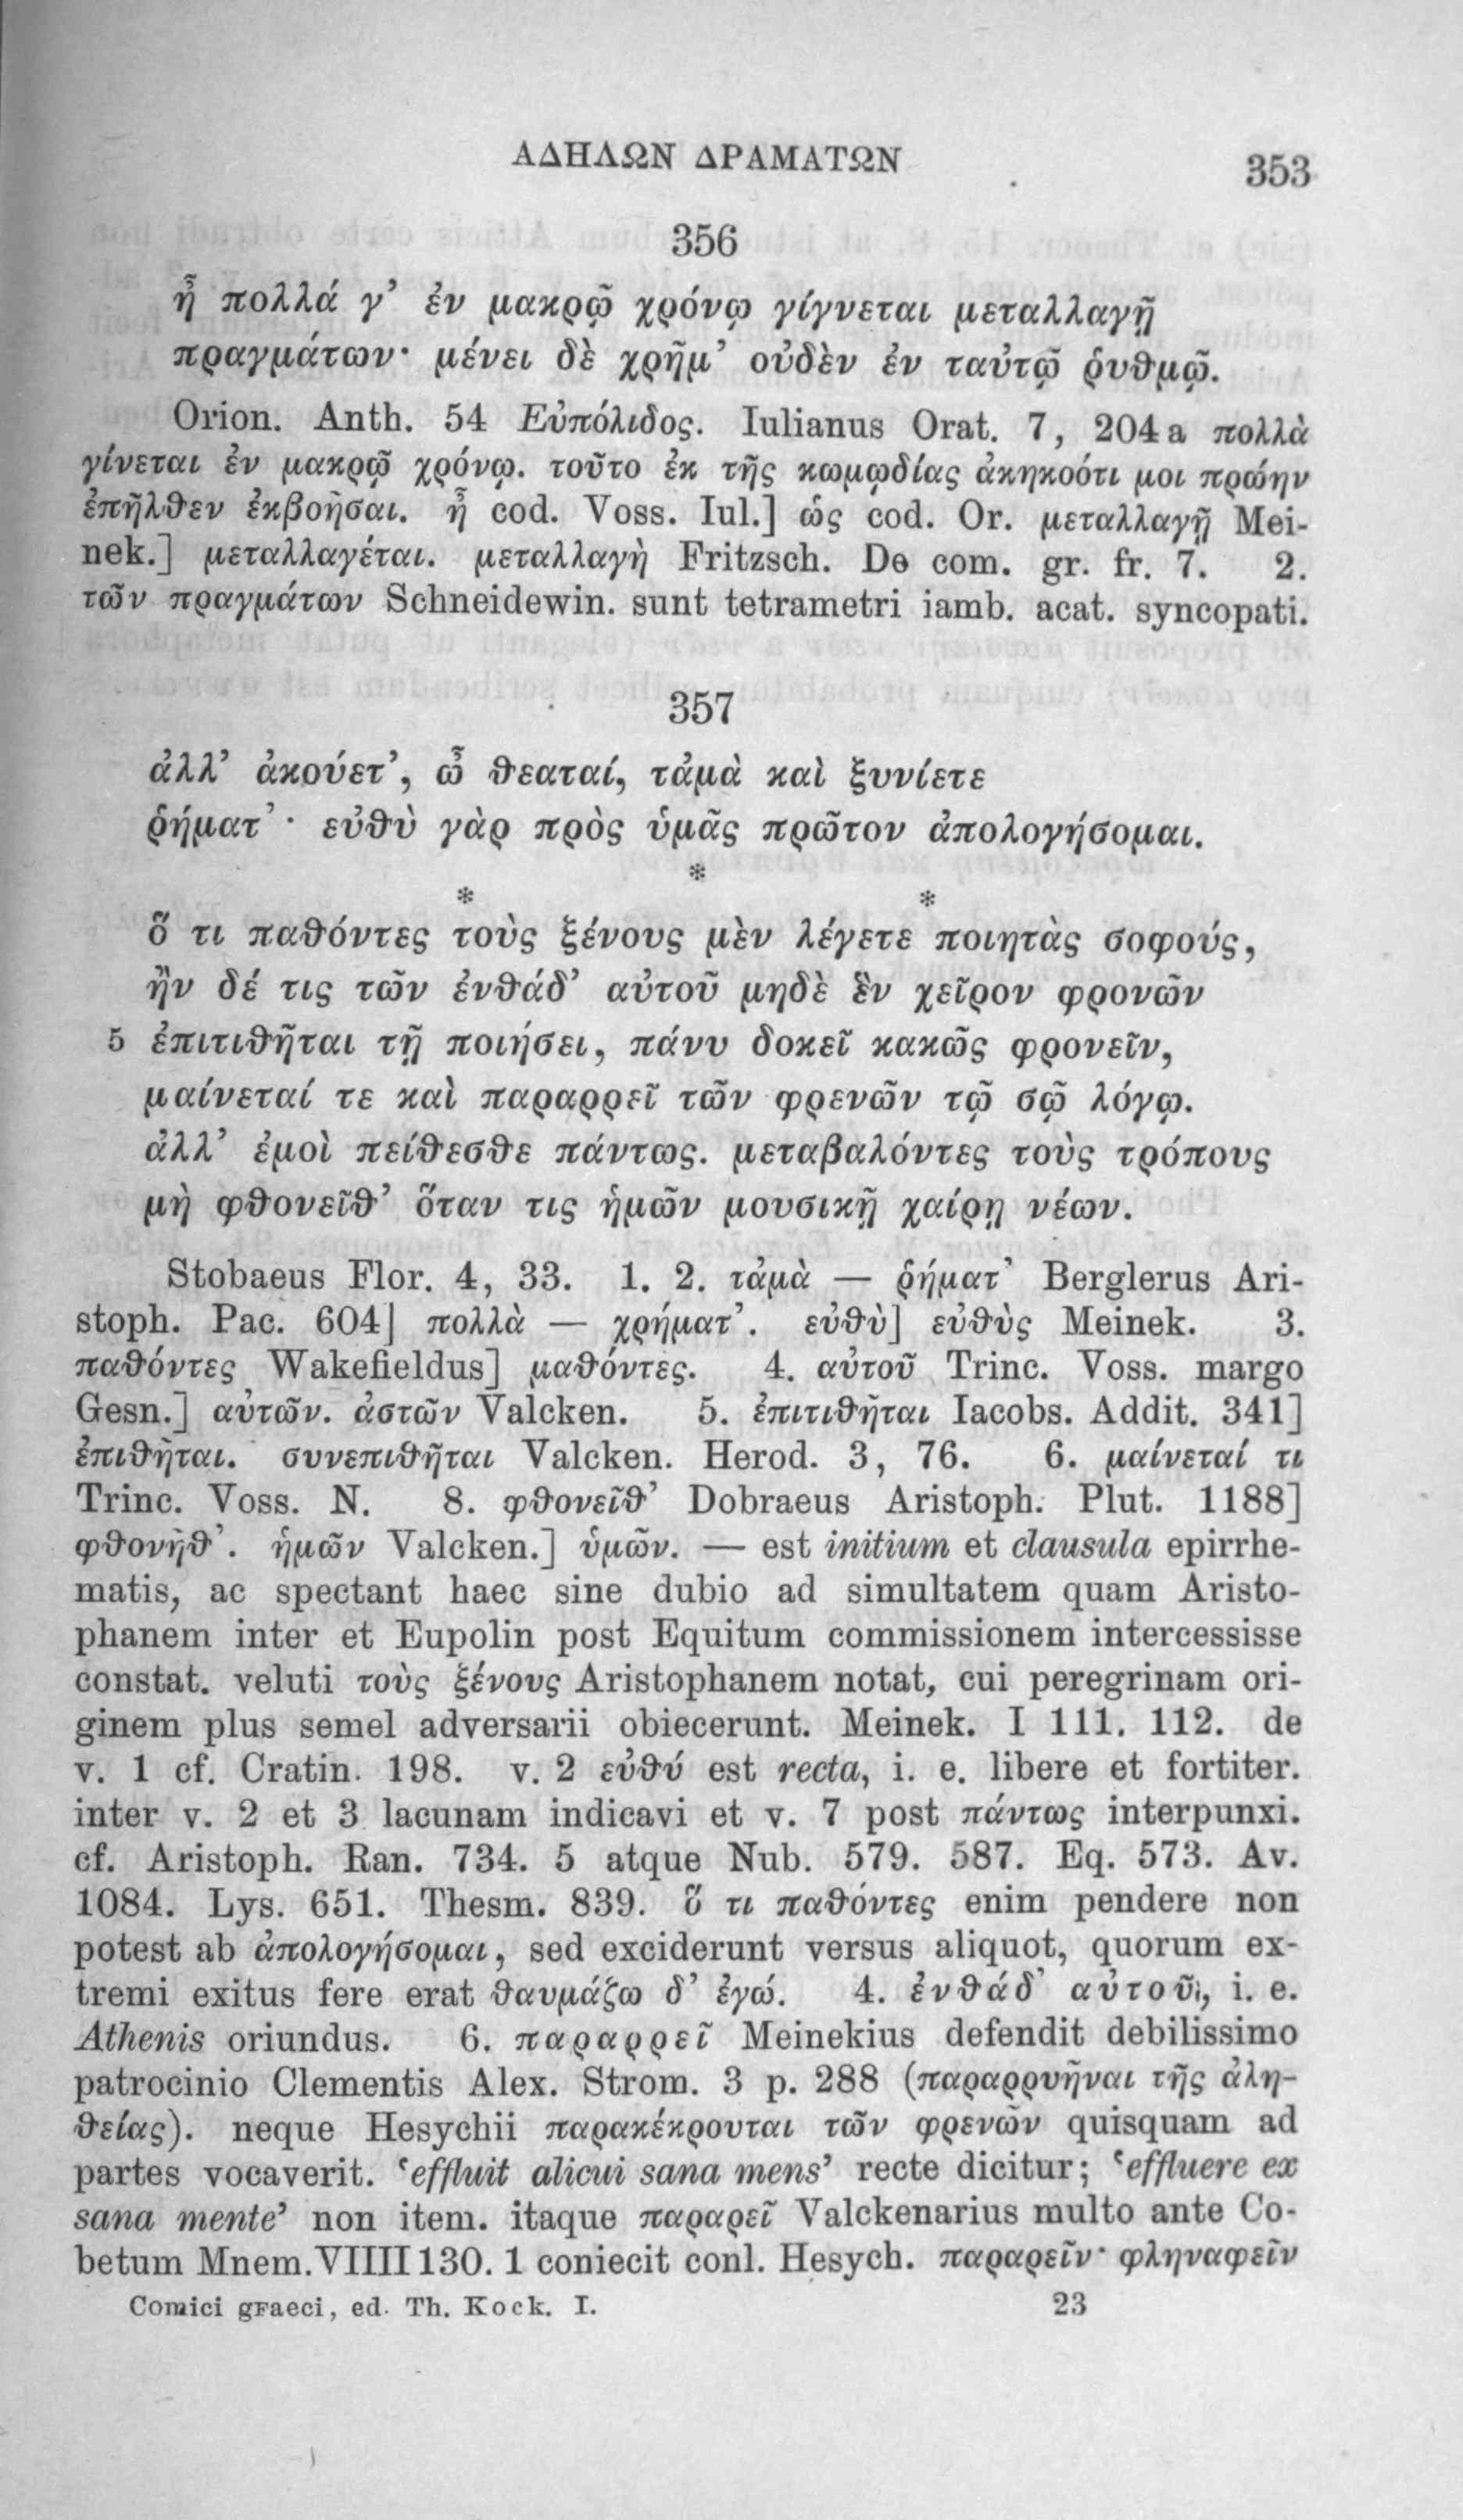 ΑΔΗΛΩΝ ΔΡΑΜΑΤΩΝ 353
356
ἦ πολλά γ’ ἐν μακρῷ χρόνῳ γίγνεται μεταλλαγῇ
πραγμάτων· μένει δὲ χρῆμ’ οὐδὲν ἐν ταὐτῷ ῥυθμῷ.
Orion. Anth. 54 Εὐπόλιδος. Iulianus Orat. 7, 204 a πολλὰ
γίνεται ἐν μακρῷ χρόνῳ. τοῦτο ἐκ τῆς κωμῳδίας ἀκηκοότι μοι πρώην
ἐπῆλθεν ἐκβοῆσαι. ἦ cod. Voss. Iul.] ὡς cod. Or. μεταλλαγῇ Mei-
nek.] μεταλλαγέται. μεταλλαγὴ Fritzsch. De com. gr. fr. 7. 2.
τῶν πραγμάτων Schneidewin. sunt tetrametri iamb. acat. syncopati.
357
ἀλλ’ ἀκούετ’, ὦ θεαταί, τἀμὰ καὶ ξυνίετε
ῥήματ’· εὐθὺ γὰρ πρὸς ὑμᾶς πρῶτον ἀπολογήσομαι.
* * *
ὅ τι παθόντες τοὺς ξένους μὲν λέγετε ποιητὰς σοφούς,
ἢν δέ τις τῶν ἐνθάδ’ αὐτοῦ μηδὲ ἓν χεῖρον φρονῶν
5 ἐπιτιθῆται τῇ ποιήσει, πάνυ δοκεῖ κακῶς φρονεῖν,
μαίνεταί τε καὶ παραρρεῖ τῶν φρενῶν τῷ σῷ λόγῳ.
ἀλλ’ ἐμοὶ πείθεσθε πάντως. μεταβαλόντες τοὺς τρόπους
μὴ φθονεῖθ’ ὅταν τις ἡμῶν μουσικῇ χαίρῃ νέων.
Stobaeus Flor. 4, 33. 1. 2. τἀμὰ — ῥήματ’ Berglerus Ari-
stoph. Pac. 604] πολλὰ — χρήματ’. εὐθὺ] εὐθὺς Meinek. 3.
παθόντες Wakefieldus] μαθόντες. 4. αὐτοῦ Trinc. Voss. margo
Gesn.] αὐτῶν. ἀστῶν Valcken. 5. ἐπιτιθῆται Iacobs. Addit. 341]
ἐπιθῆται. συνεπιθῆται Valcken. Herod. 3, 76. 6. μαίνεταί τι
Trinc. Voss. N. 8. φθονεῖθ’ Dobraeus Aristoph. Plut. 1188]
φθονῆθ’. ἡμῶν Valcken.] ὑμῶν. — est initium et clausula epirrhe-
matis, ac spectant haec sine dubio ad simultatem quam Aristo-
phanem inter et Eupolin post Equitum commissionem intercessisse
constat. veluti τοὺς ξένους Aristophanem notat, cui peregrinam ori-
ginem plus semel adversarii obiecerunt. Meinek. I 111. 112. de
v. 1 cf. Cratin. 198. v. 2 εὐθύ est recta, i. e. libere et fortiter.
inter v. 2 et 3 lacunam indicavi et v. 7 post πάντως interpunxi.
cf. Aristoph. Ran. 734. 5 atque Nub. 579. 587. Eq. 573. Av.
1084. Lys. 651. Thesm. 839. ὅ τι παθόντες enim pendere non
potest ab ἀπολογήσομαι, sed exciderunt versus aliquot, quorum ex-
tremi exitus fere erat θαυμάζω δ’ ἐγώ. 4. ἐνθάδ’ αὐτοῦ, i. e.
Athenis oriundus. 6. παραρρεῖ Meinekius defendit debilissimo
patrocinio Clementis Alex. Strom. 3 p. 288 (παραρρυῆναι τῆς ἀλη-
θείας). neque Hesychii παρακέκρουται τῶν φρενῶν quisquam ad
partes vocaverit. ‘effluit alicui sana mens’ recte dicitur; ‘effluere ex
sana mente’ non item. itaque παραρεῖ Valckenarius multo ante Co-
betum Mnem. VIIII 130. 1 coniecit conl. Hesych. παραρεῖν· φληναφεῖν
Comici graeci, ed. Th. Kock. I. 23